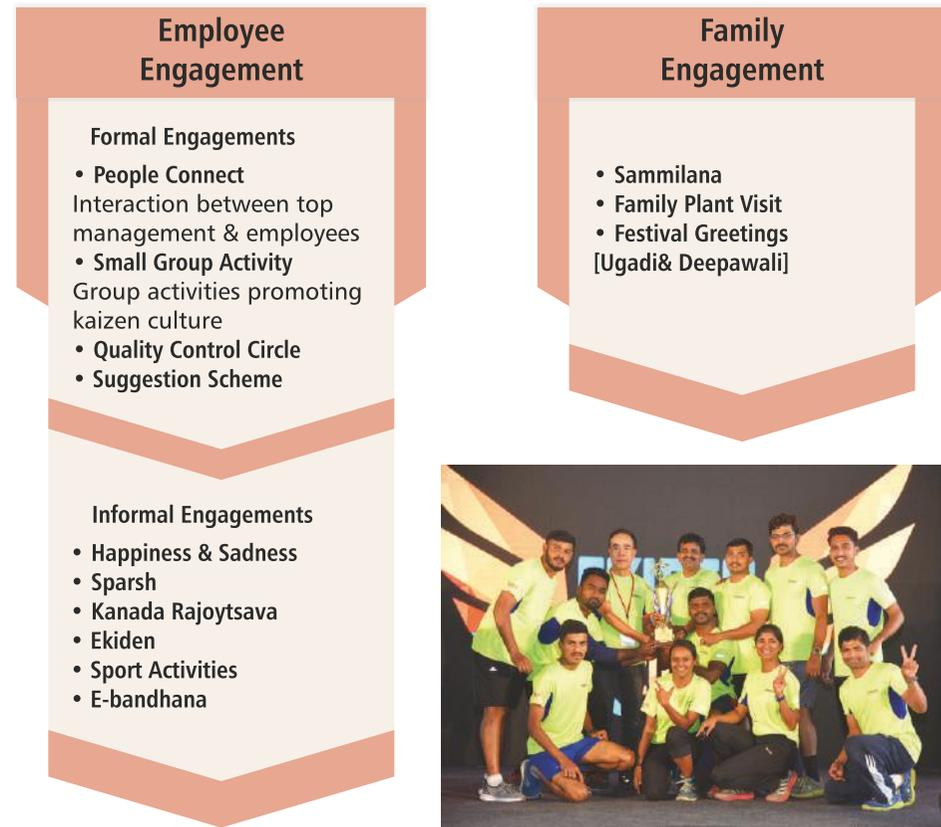 Employee
Engagement
Formal Engagements
• People Connect
Interaction between top
management & employees
• Small Group Activity
Group activities promoting
kaizen culture
• Quality Control Circle
• Suggestion Scheme
Informal Engagements
• Happiness & Sadness
• Sparsh
• Kanada Rajoytsava
• Ekiden
• Sport Activities
• E-bandhana
Family
Engagement
• Sammilana
• Family Plant Visit
• Festival Greetings
[Ugadi& Deepawali]